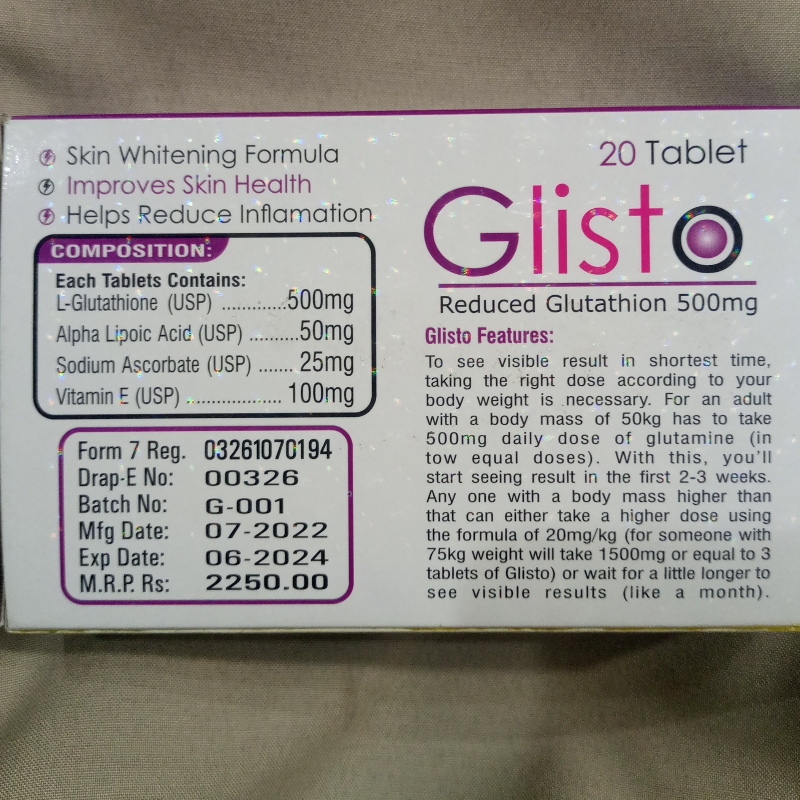 Skin Whitening Formula
Improves Skin Health
Helps Reduce Inflamation
COMPOSITION:
Each Tablets Contains:
L-Glutathione (USP) ............500mg
Alpha Lipoic Acid (USP) ..........50mg
Sodium Ascorbate (USP) ....... 25mg
Vitamin E (USP) .................. 100mg
Form 7 Reg. 03261070194
Drap-E No: 00326
Batch No: G-001
Mfg Date: 07-2022
Exp Date: 06-2024
M.R.P. Rs: 2250.00
20 Tablet
Glisto
Reduced Glutathion 500mg
Glisto Features:
To see visible result in shortest time,
taking the right dose according to your
body weight is necessary. For an adult
with a body mass of 50kg has to take
500mg daily dose of glutamine (in
tow equal doses). With this, you'll
start seeing result in the first 2-3 weeks.
Any one with a body mass higher than
that can either take a higher dose using
the formula of 20mg/kg (for someone with
75kg weight will take 1500mg or equal to 3
tablets of Glisto) or wait for a little longer to
see visible results (like a month).